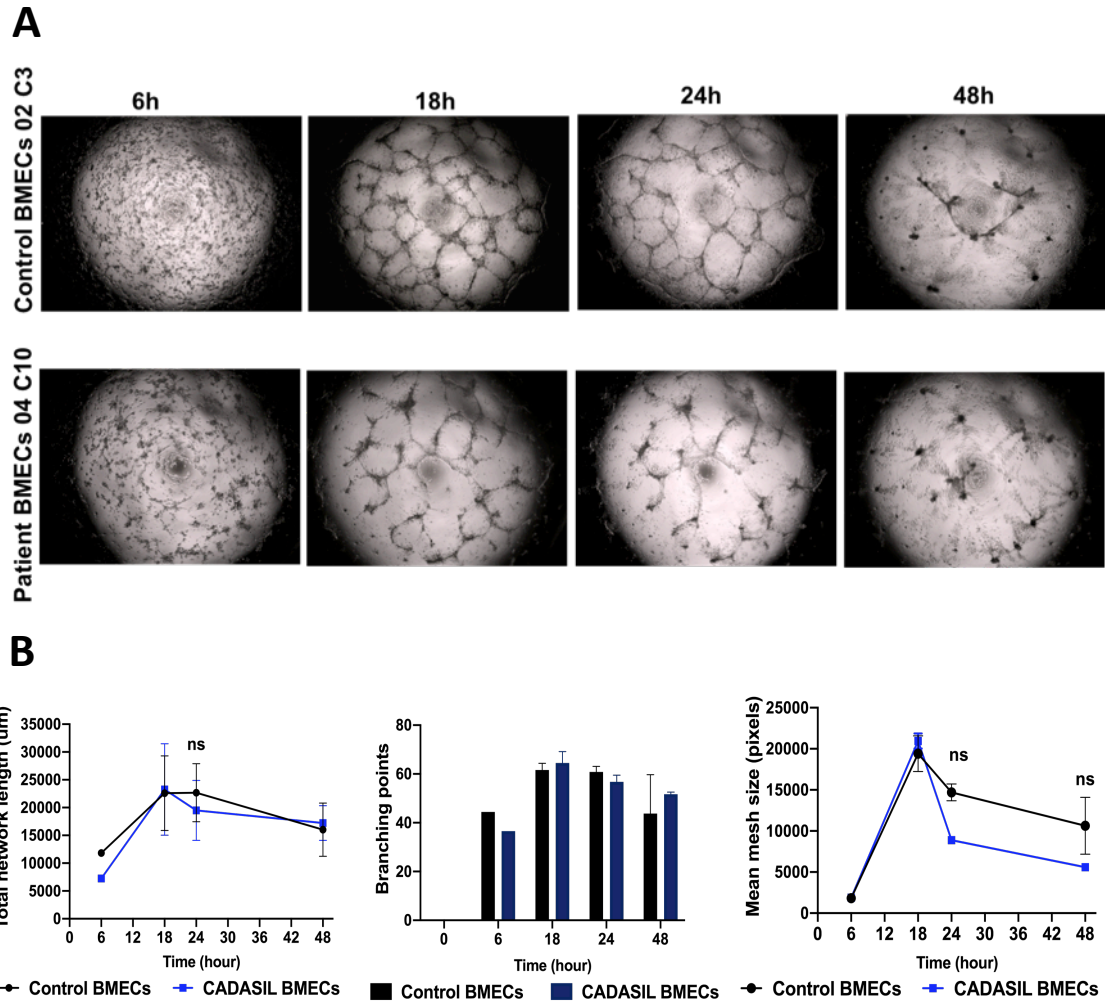 A
6h 18h 24h 48h
Control BMECs 02 C3
Patient BMECs 04 C10
B
Total network length (um)
35000
30000
25000
20000
15000
10000
5000
0
0 6 12 18 24 30 36 42 48
ns
Time (hour)
Control BMECs CADASIL BMECs
Branching points
80
60
40
20
0
0 6 18 24 48
Time (hour)
Control BMECs CADASIL BMECs
Mean mesh size (pixels)
25000
20000
15000
10000
5000
0
0 6 12 18 24 30 36 42 48
ns
ns
Time (hour)
Control BMECs CADASIL BMECs